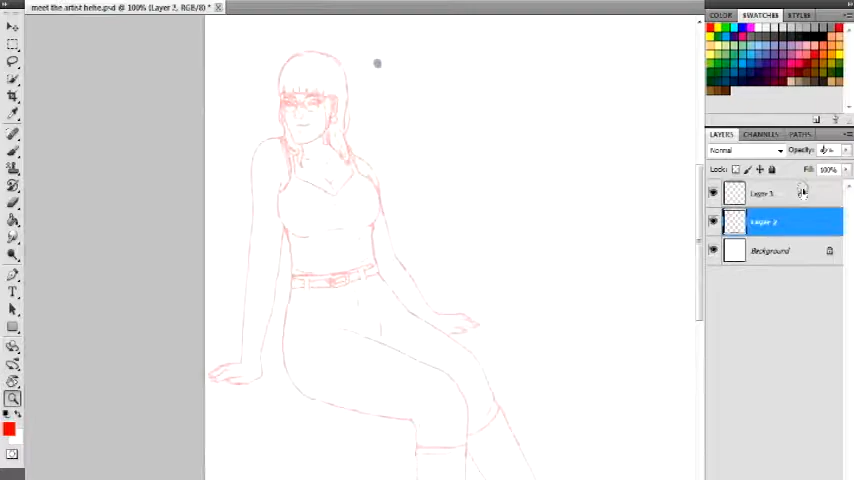 meet the artist hehe.psd @ 100% (Layer 2, RGB/8) *
COLOR SWATCHES STYLES
LAYERS CHANNELS PATHS
Normal Opacity:
Lock: Fill: 100%
Layer 3
Layer 2
Background